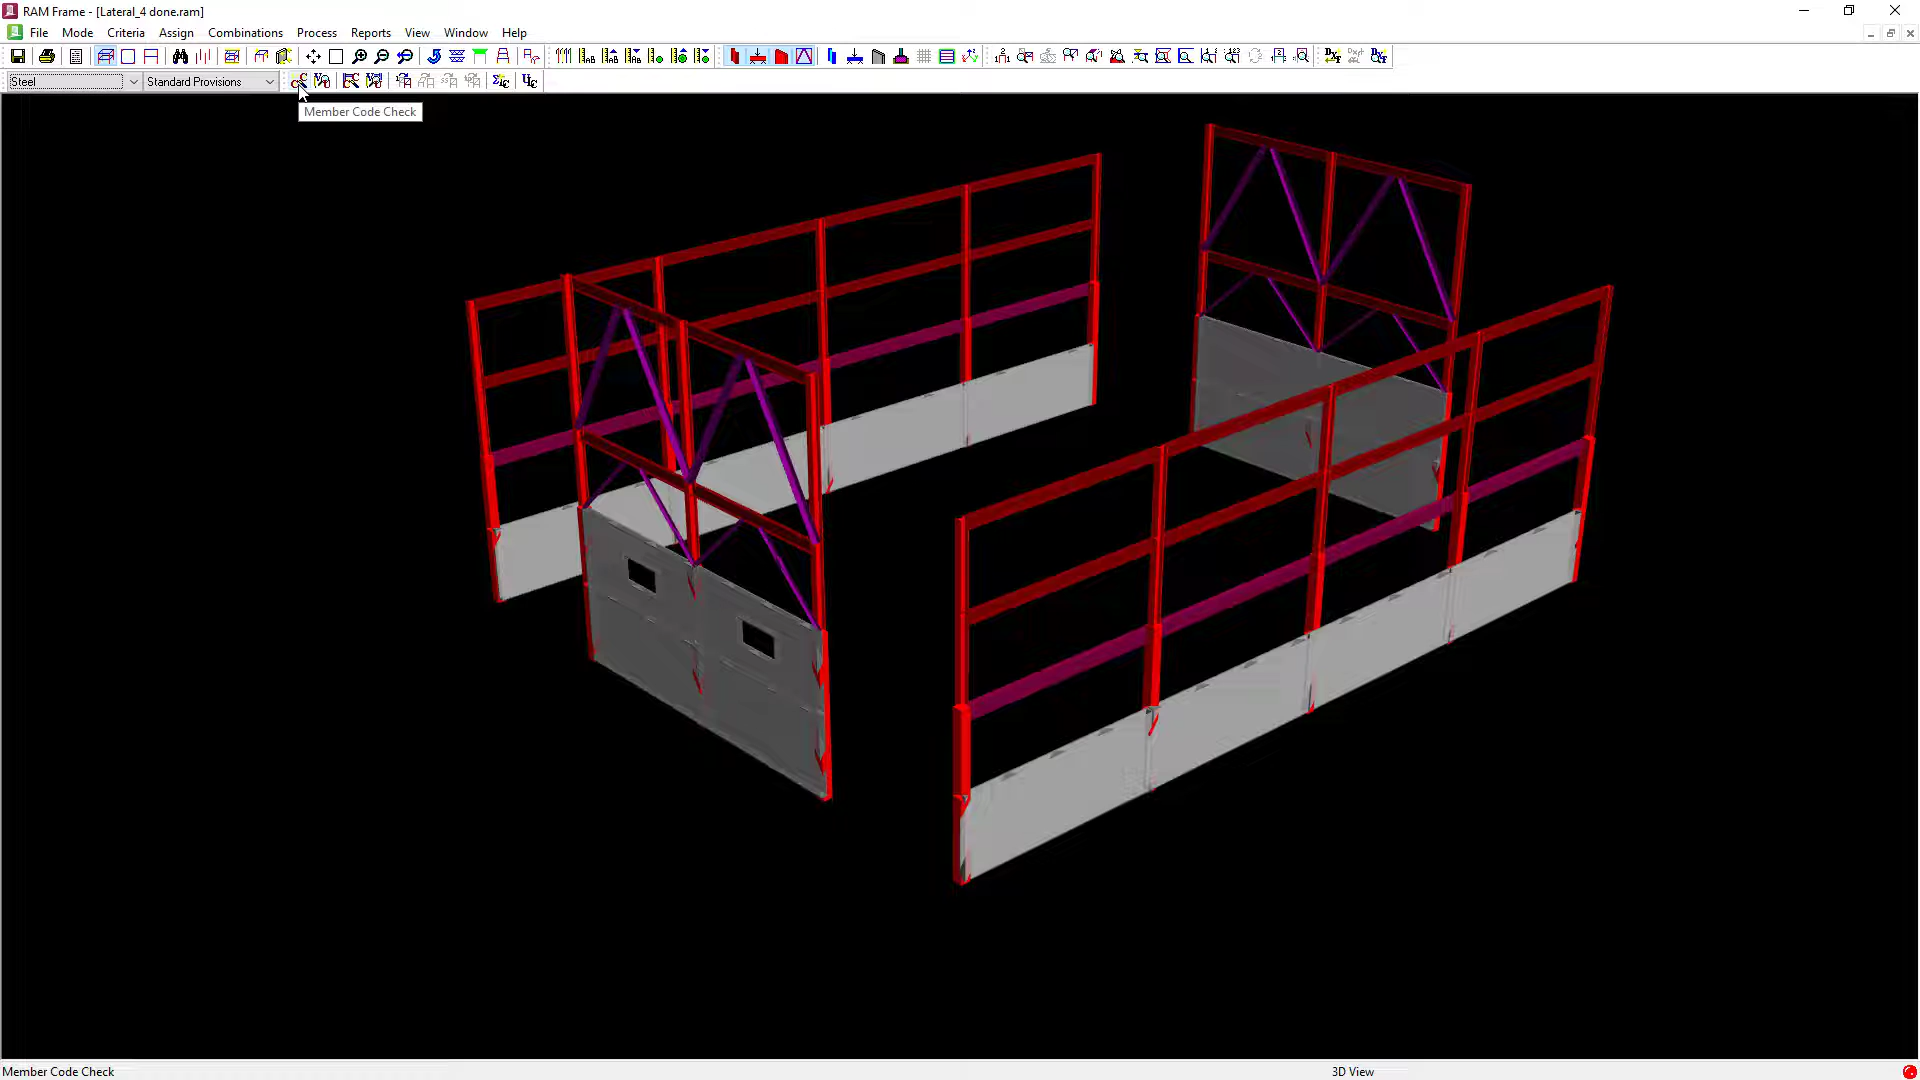 RAM Frame - [Lateral_4 done.ram]
File Mode Criteria Assign Combinations Process Reports View Window Help
Steel Standard Provisions
Member Code Check
Member Code Check 3D View